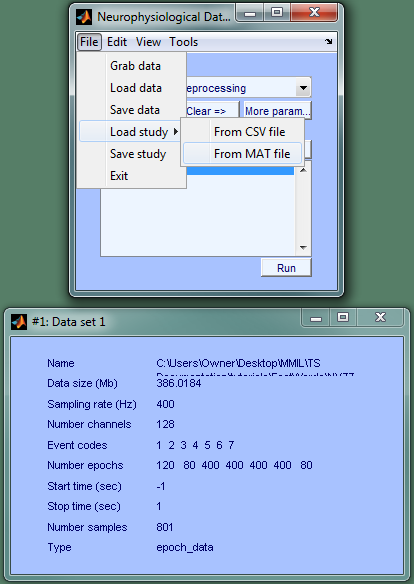 Neurophysiological Dat...
File Edit View Tools
Grab data
Load data
eprocessing
Save data
Clear =>
More param...
Load study
From CSV file
Save study
From MAT file
Exit
Run
#1: Data set 1
Name C:\Users\Owner\Desktop\MMIL\TS
Data size (Mb) 386.0184
Sampling rate (Hz) 400
Number channels 128
Event codes 1 2 3 4 5 6 7
Number epochs 120 80 400 400 400 400 80
Start time (sec) -1
Stop time (sec) 1
Number samples 801
Type epoch_data